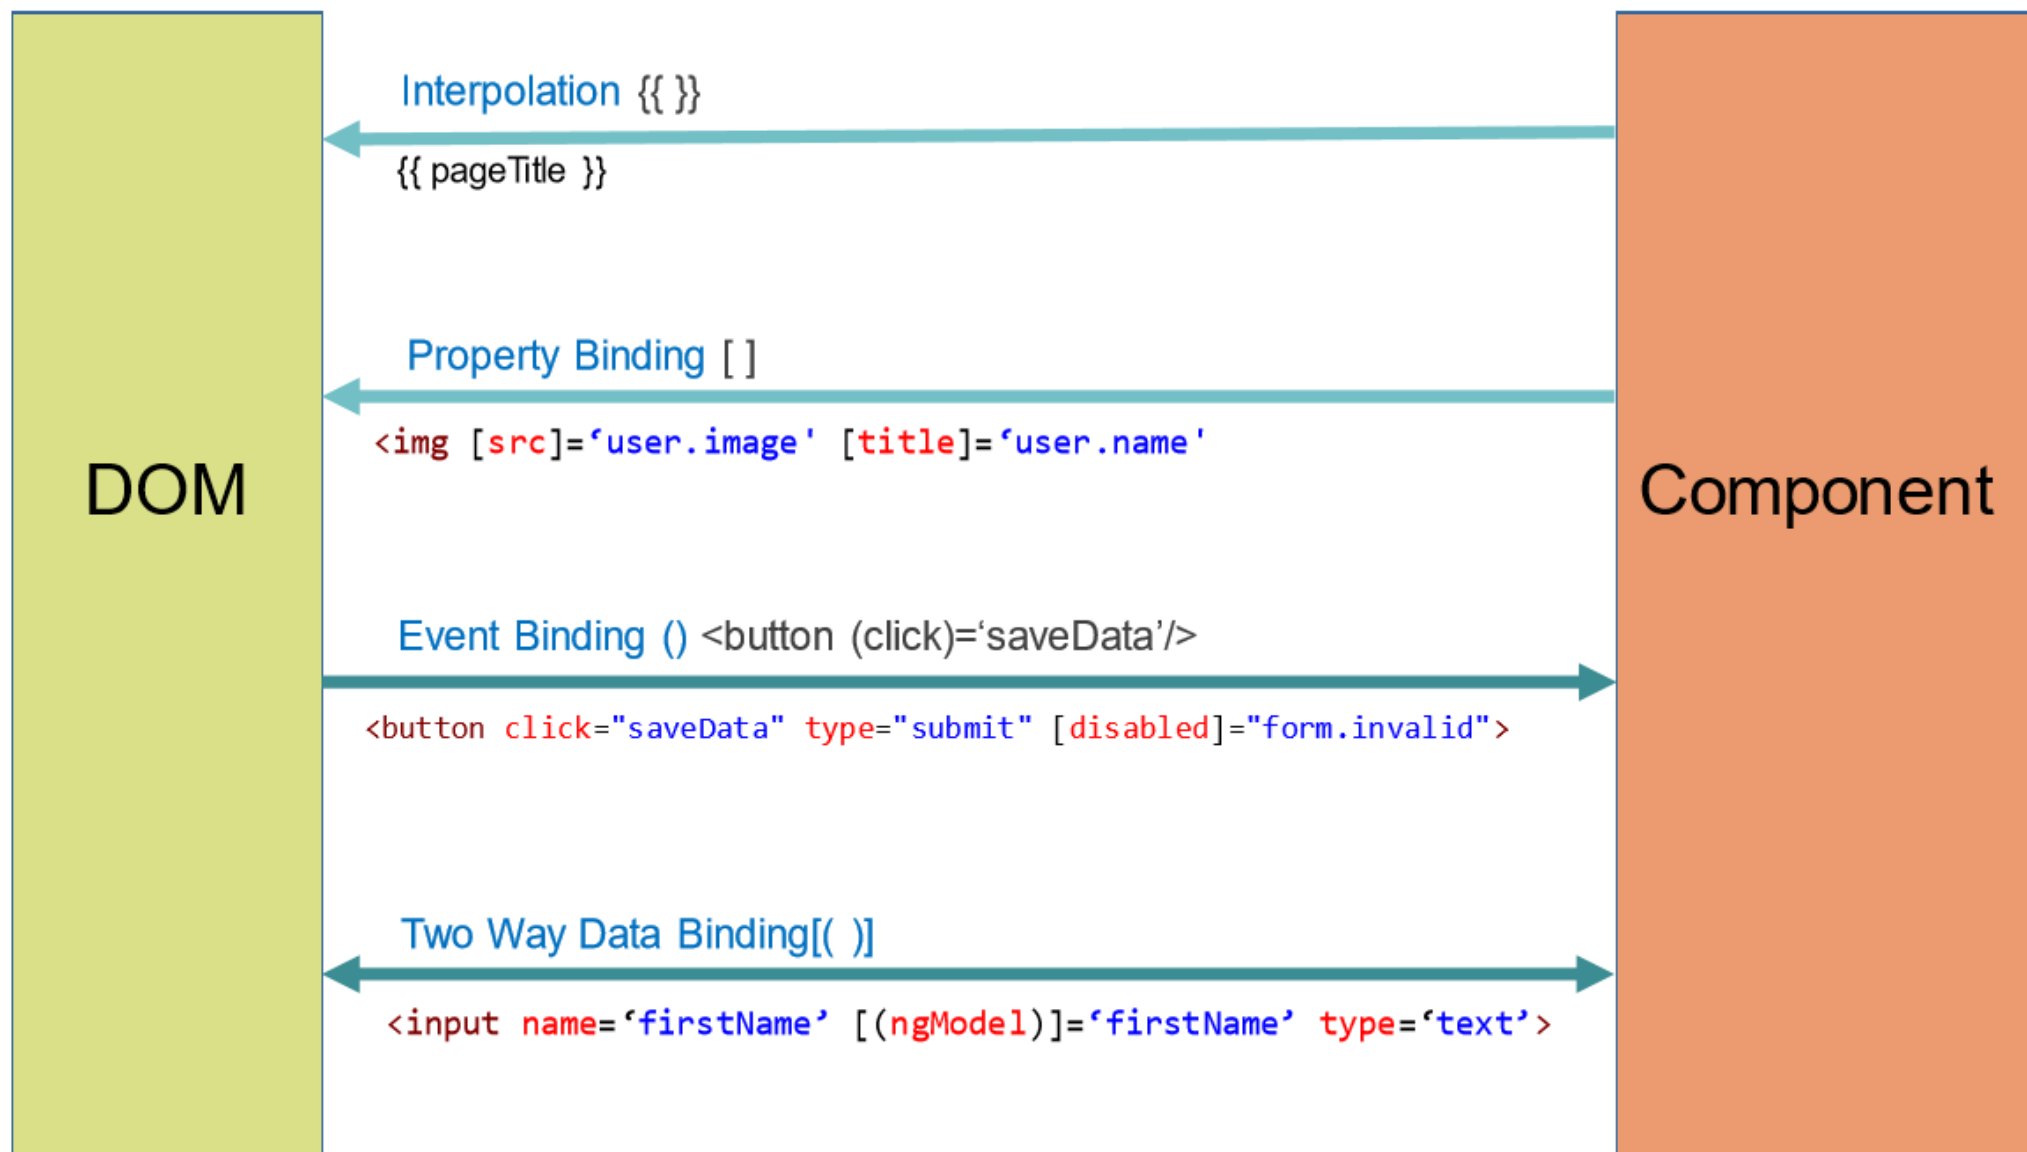 Interpolation {{ }}
{{ pageTitle }}
Property Binding [ ]
<img [src]=‘user.image' [title]=‘user.name'
DOM
Component
Event Binding () <button (click)=‘saveData’/>
<button click="saveData" type="submit" [disabled]="form.invalid">
Two Way Data Binding[( )]
<input name=‘firstName’ [(ngModel)]=‘firstName’ type=‘text’>